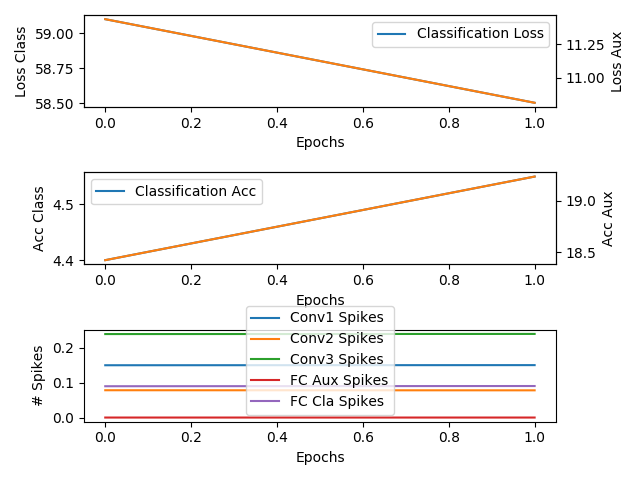 59.00
58.75
58.50
Loss Class
Classification Loss
11.25
11.00
Loss Aux
0.0 0.2 0.4 0.6 0.8 1.0
Epochs
4.5
4.4
Acc Class
Classification Acc
19.0
18.5
Acc Aux
0.0 0.2 0.4 0.6 0.8 1.0
Epochs
0.2
0.1
0.0
# Spikes
Conv1 Spikes
Conv2 Spikes
Conv3 Spikes
FC Aux Spikes
FC Cla Spikes
0.0 0.2 0.4 0.6 0.8 1.0
Epochs